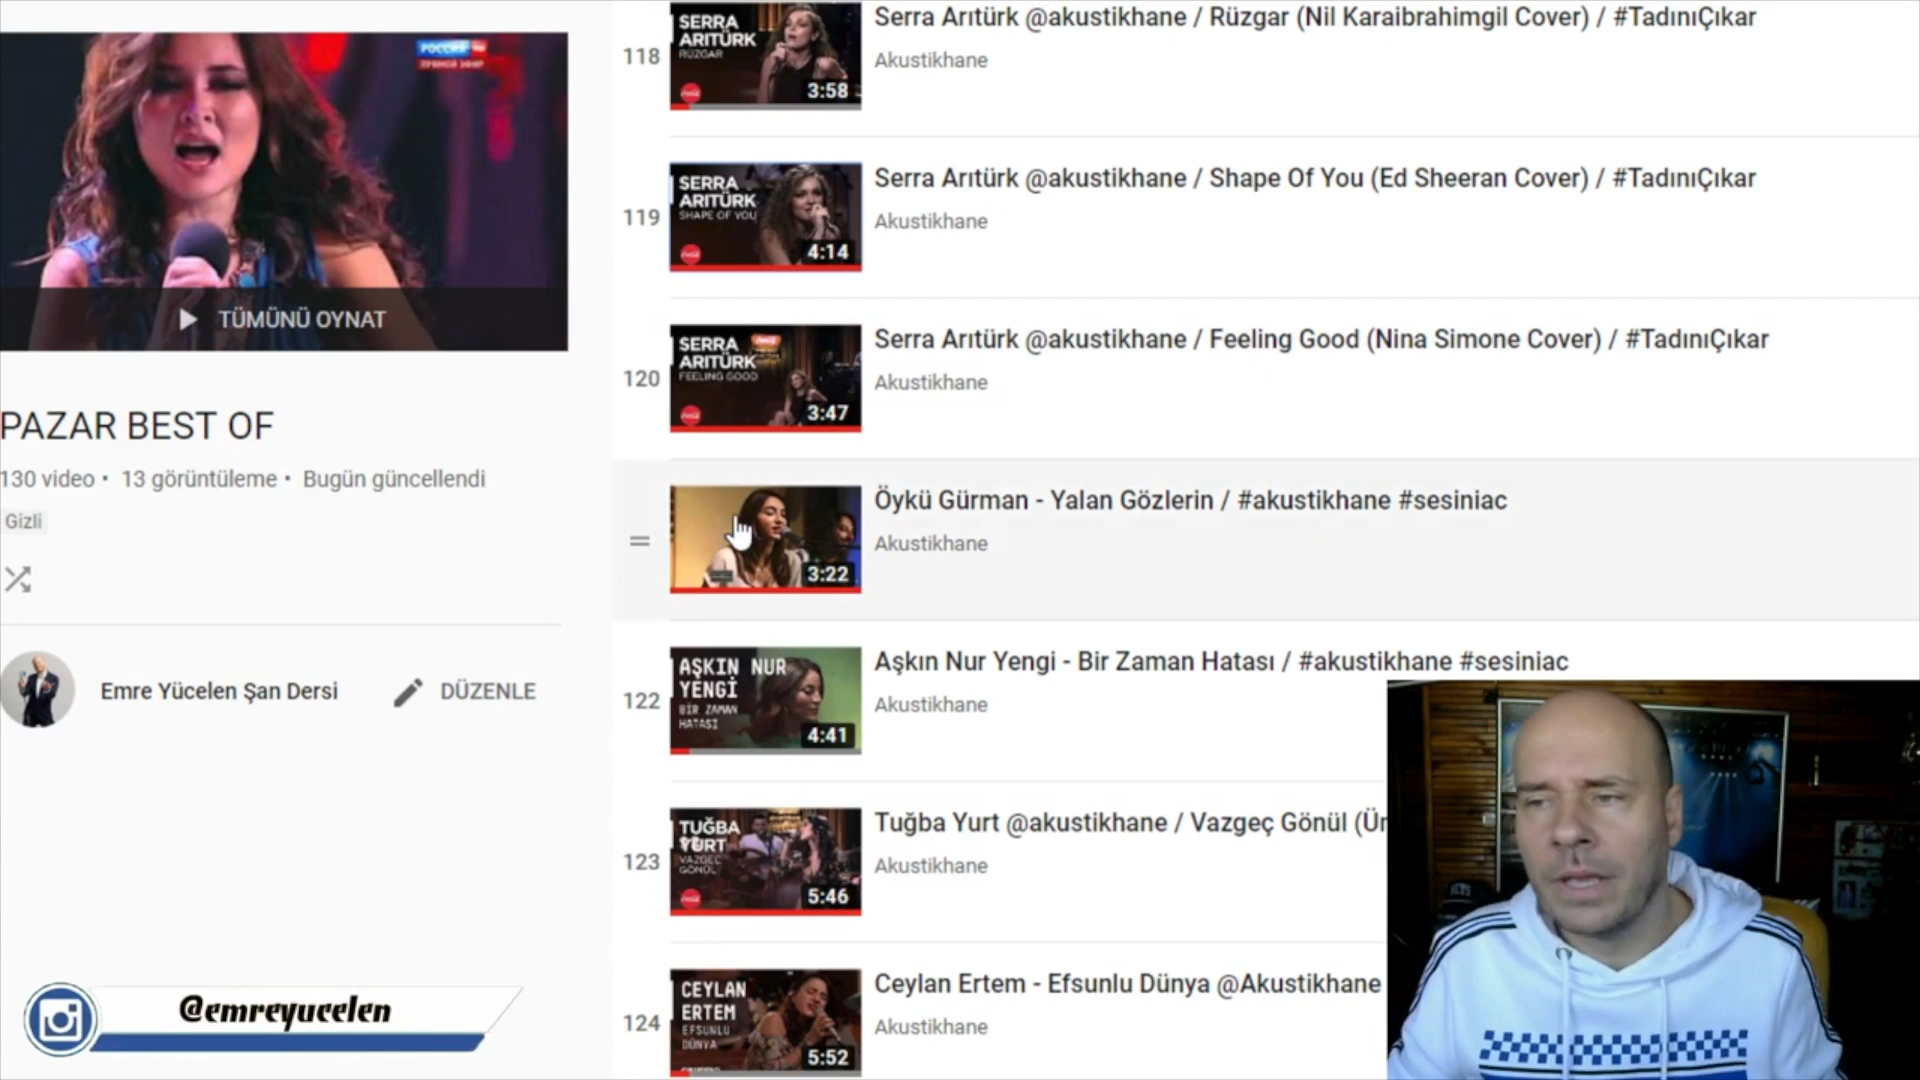 РОССИЯ HD
ПРЯМОЙ ЭФИР
TÜMÜNÜ OYNAT
PAZAR BEST OF
130 video • 13 görüntüleme • Bugün güncellendi
Gizli
Emre Yücelen Şan Dersi
DÜZENLE
@emreyucelen
118
SERRA
ARITÜRK
RÜZGAR
3:58
Serra Arıtürk @akustikhane / Rüzgar (Nil Karaibrahimgil Cover) / #TadınıÇıkar
Akustikhane
119
SERRA
ARITÜRK
SHAPE OF YOU
4:14
Serra Arıtürk @akustikhane / Shape Of You (Ed Sheeran Cover) / #TadınıÇıkar
Akustikhane
120
SERRA
ARITÜRK
FEELING GOOD
3:47
Serra Arıtürk @akustikhane / Feeling Good (Nina Simone Cover) / #TadınıÇıkar
Akustikhane
3:22
Öykü Gürman - Yalan Gözlerin / #akustikhane #sesiniac
Akustikhane
122
AŞKIN NUR
YENGİ
BİR ZAMAN
HATASI
4:41
Aşkın Nur Yengi - Bir Zaman Hatası / #akustikhane #sesiniac
Akustikhane
123
TUĞBA
YURT
VAZGEÇ
GÖNÜL
5:46
Tuğba Yurt @akustikhane / Vazgeç Gönül (Ür
Akustikhane
124
CEYLAN
ERTEM
EFSUNLU
DÜNYA
5:52
Ceylan Ertem - Efsunlu Dünya @Akustikhane
Akustikhane